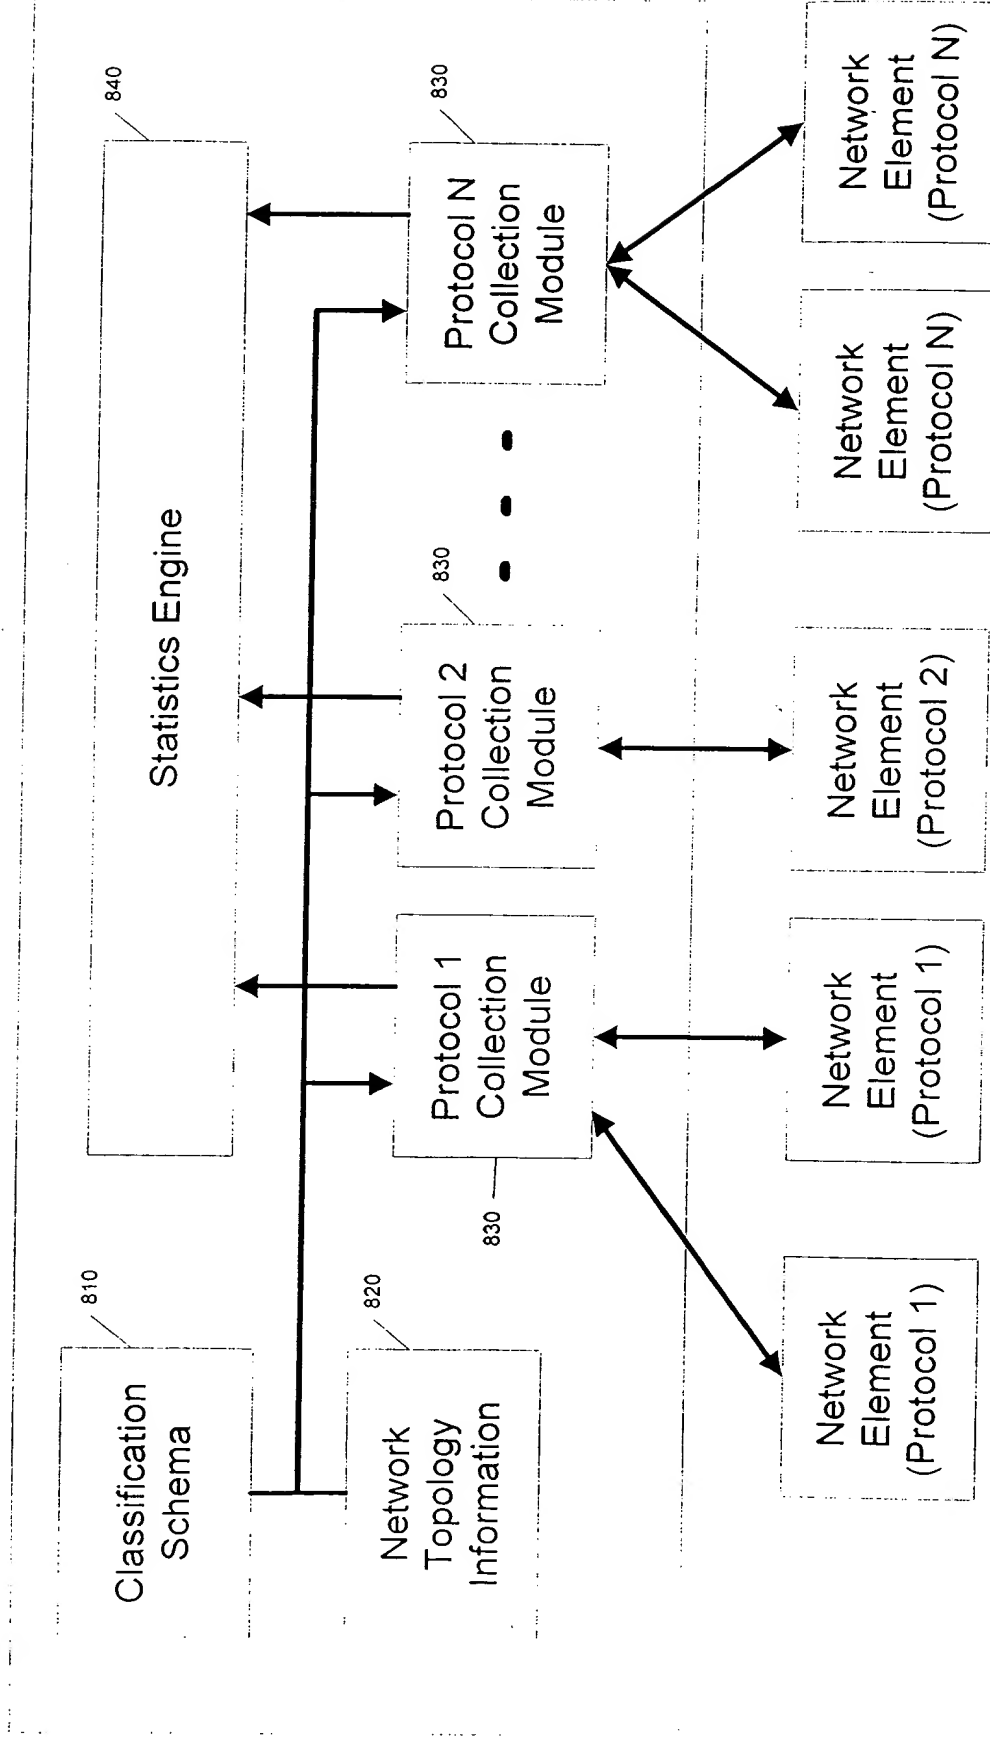 810
Classification
Schema
820
Network
Topology
Information
840
Statistics Engine
830
Protocol 1
Collection
Module
830
Protocol 2
Collection
Module
830
Protocol N
Collection
Module
Network
Element
(Protocol 1)
Network
Element
(Protocol 1)
Network
Element
(Protocol 2)
Network
Element
(Protocol N)
Network
Element
(Protocol N)